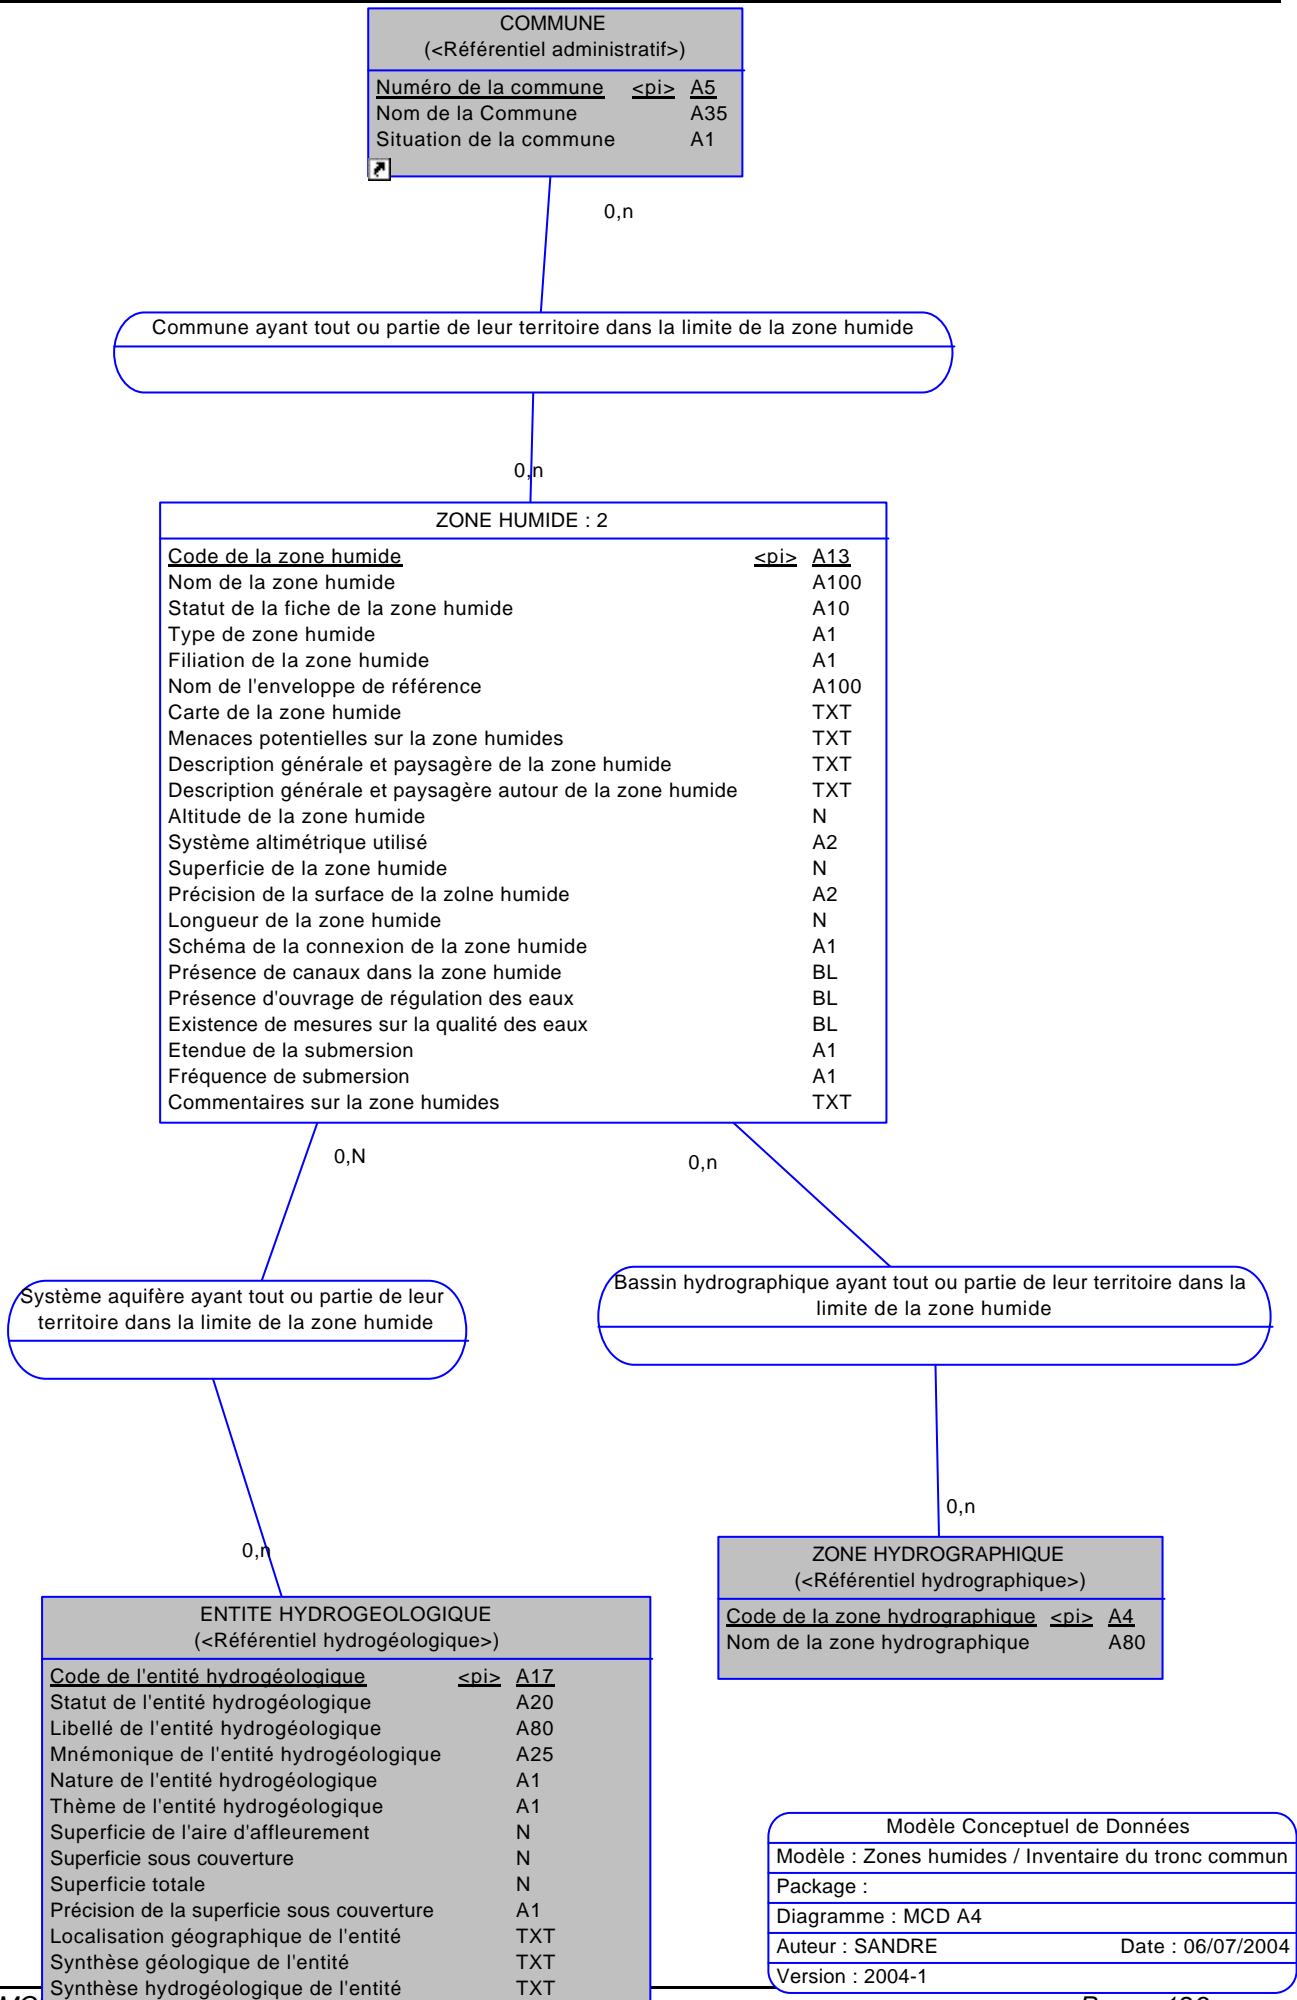 COMMUNE
(<Référentiel administratif>)
Numéro de la commune <pi> A5
Nom de la Commune A35
Situation de la commune A1
0,n
Commune ayant tout ou partie de leur territoire dans la limite de la zone humide
0,n
ZONE HUMIDE : 2
Code de la zone humide <pi> A13
Nom de la zone humide A100
Statut de la fiche de la zone humide A10
Type de zone humide A1
Filiation de la zone humide A1
Nom de l'enveloppe de référence A100
Carte de la zone humide TXT
Menaces potentielles sur la zone humides TXT
Description générale et paysagère de la zone humide TXT
Description générale et paysagère autour de la zone humide TXT
Altitude de la zone humide N
Système altimétrique utilisé A2
Superficie de la zone humide N
Précision de la surface de la zolne humide A2
Longueur de la zone humide N
Schéma de la connexion de la zone humide A1
Présence de canaux dans la zone humide BL
Présence d'ouvrage de régulation des eaux BL
Existence de mesures sur la qualité des eaux BL
Etendue de la submersion A1
Fréquence de submersion A1
Commentaires sur la zone humides TXT
0,N
0,n
Système aquifère ayant tout ou partie de leur
territoire dans la limite de la zone humide
Bassin hydrographique ayant tout ou partie de leur territoire dans la
limite de la zone humide
0,n
0,n
ZONE HYDROGRAPHIQUE
(<Référentiel hydrographique>)
Code de la zone hydrographique <pi> A4
Nom de la zone hydrographique A80
ENTITE HYDROGEOLOGIQUE
(<Référentiel hydrogéologique>)
Code de l'entité hydrogéologique <pi> A17
Statut de l'entité hydrogéologique A20
Libellé de l'entité hydrogéologique A80
Mnémonique de l'entité hydrogéologique A25
Nature de l'entité hydrogéologique A1
Thème de l'entité hydrogéologique A1
Superficie de l'aire d'affleurement N
Superficie sous couverture N
Superficie totale N
Précision de la superficie sous couverture A1
Localisation géographique de l'entité TXT
Synthèse géologique de l'entité TXT
Synthèse hydrogéologique de l'entité TXT
Modèle Conceptuel de Données
Modèle : Zones humides / Inventaire du tronc commun
Package :
Diagramme : MCD A4
Auteur : SANDRE Date : 06/07/2004
Version : 2004-1